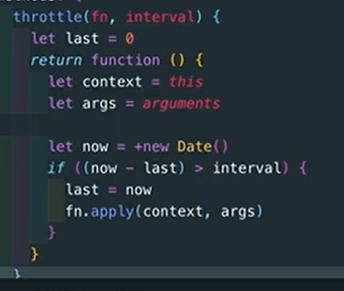 throttle(fn, interval) {
let last = 0
return function () {
let context = this
let args = arguments
let now = +new Date()
if ((now - last) > interval) {
last = now
fn.apply(context, args)
}
}
}